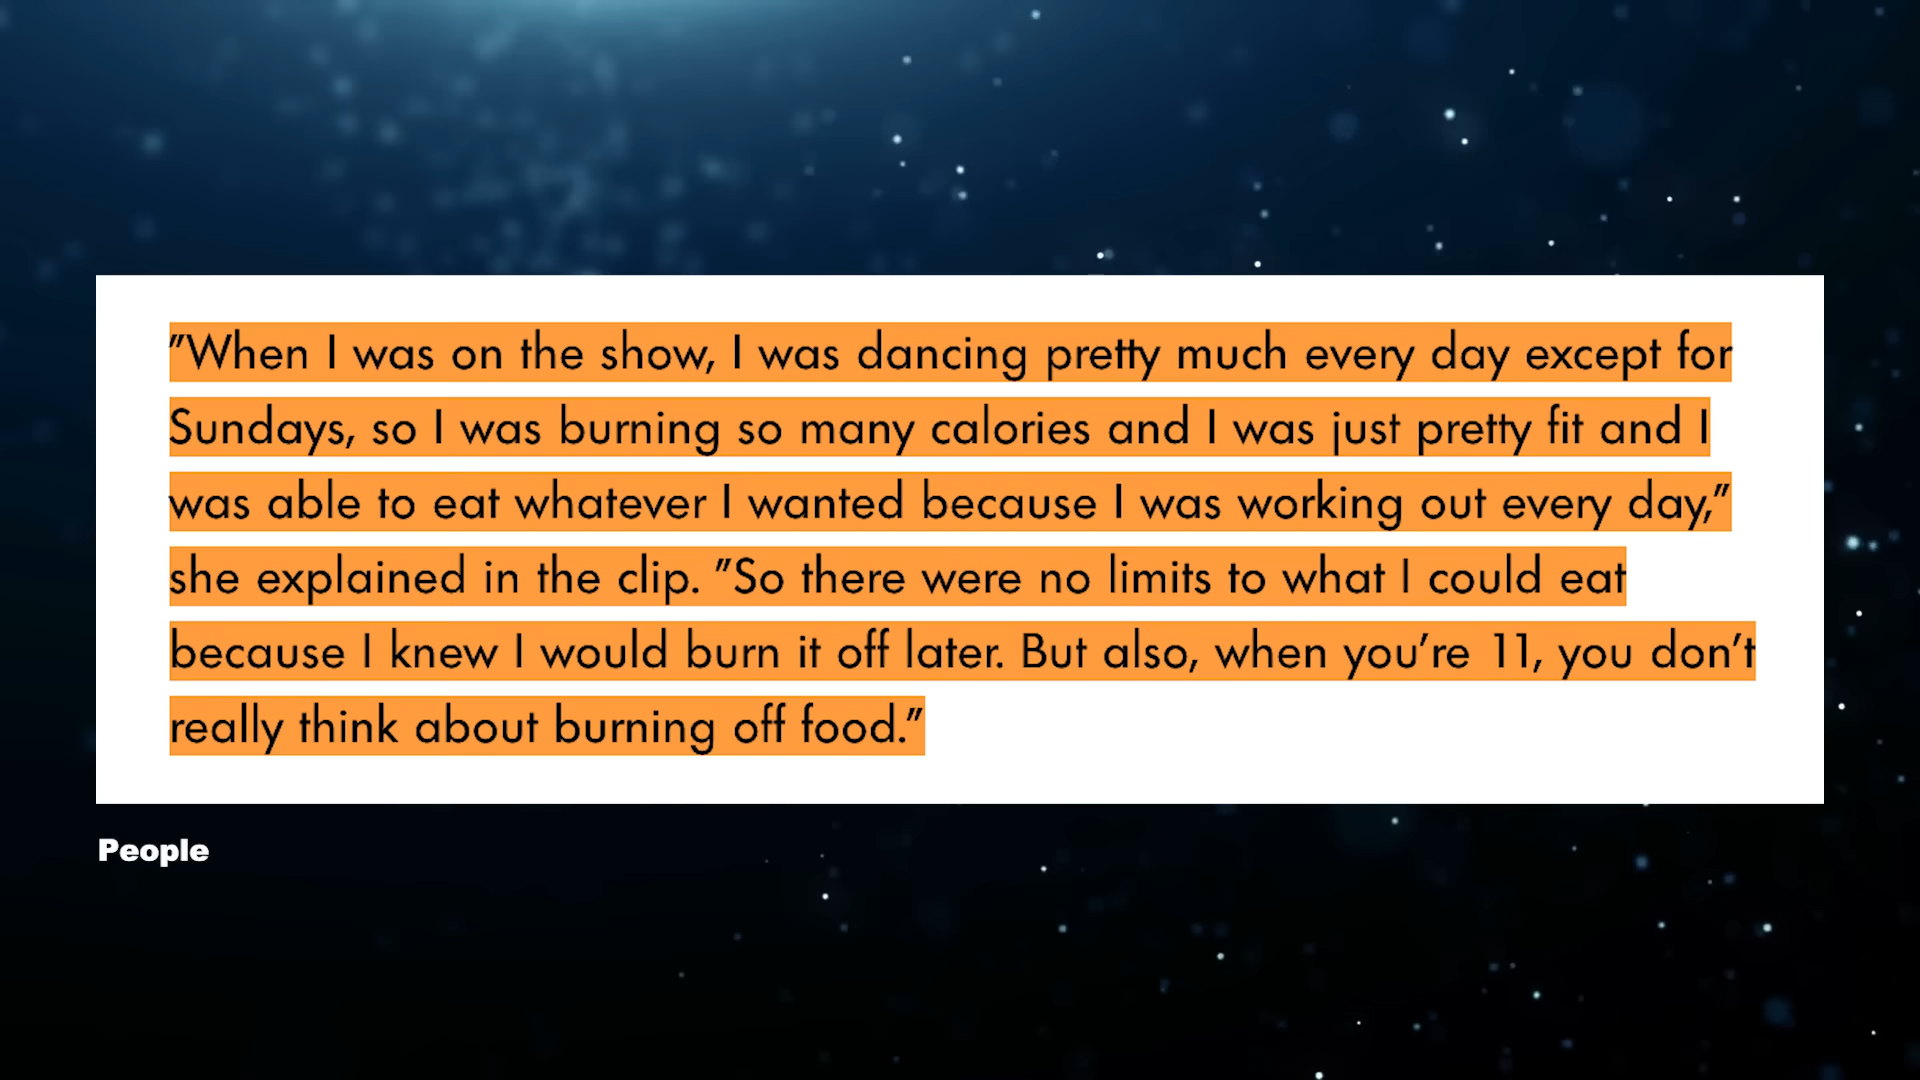 "When I was on the show, I was dancing pretty much every day except for
Sundays, so I was burning so many calories and I was just pretty fit and I
was able to eat whatever I wanted because I was working out every day,"
she explained in the clip. "So there were no limits to what I could eat
because I knew I would burn it off later. But also, when you’re 11, you don’t
really think about burning off food."
People